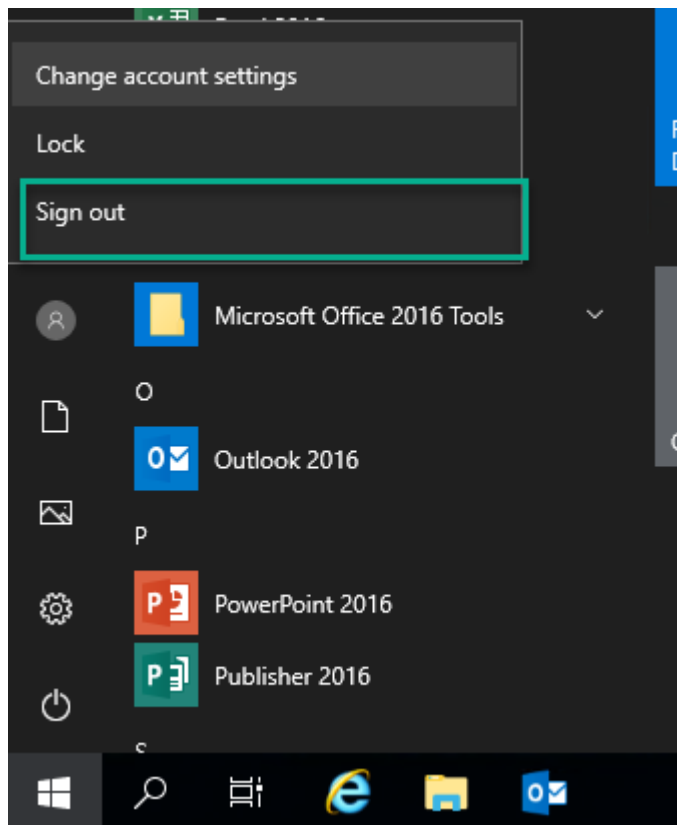 Change account settings
Lock
Sign out
Microsoft Office 2016 Tools
O
Outlook 2016
P
PowerPoint 2016
Publisher 2016